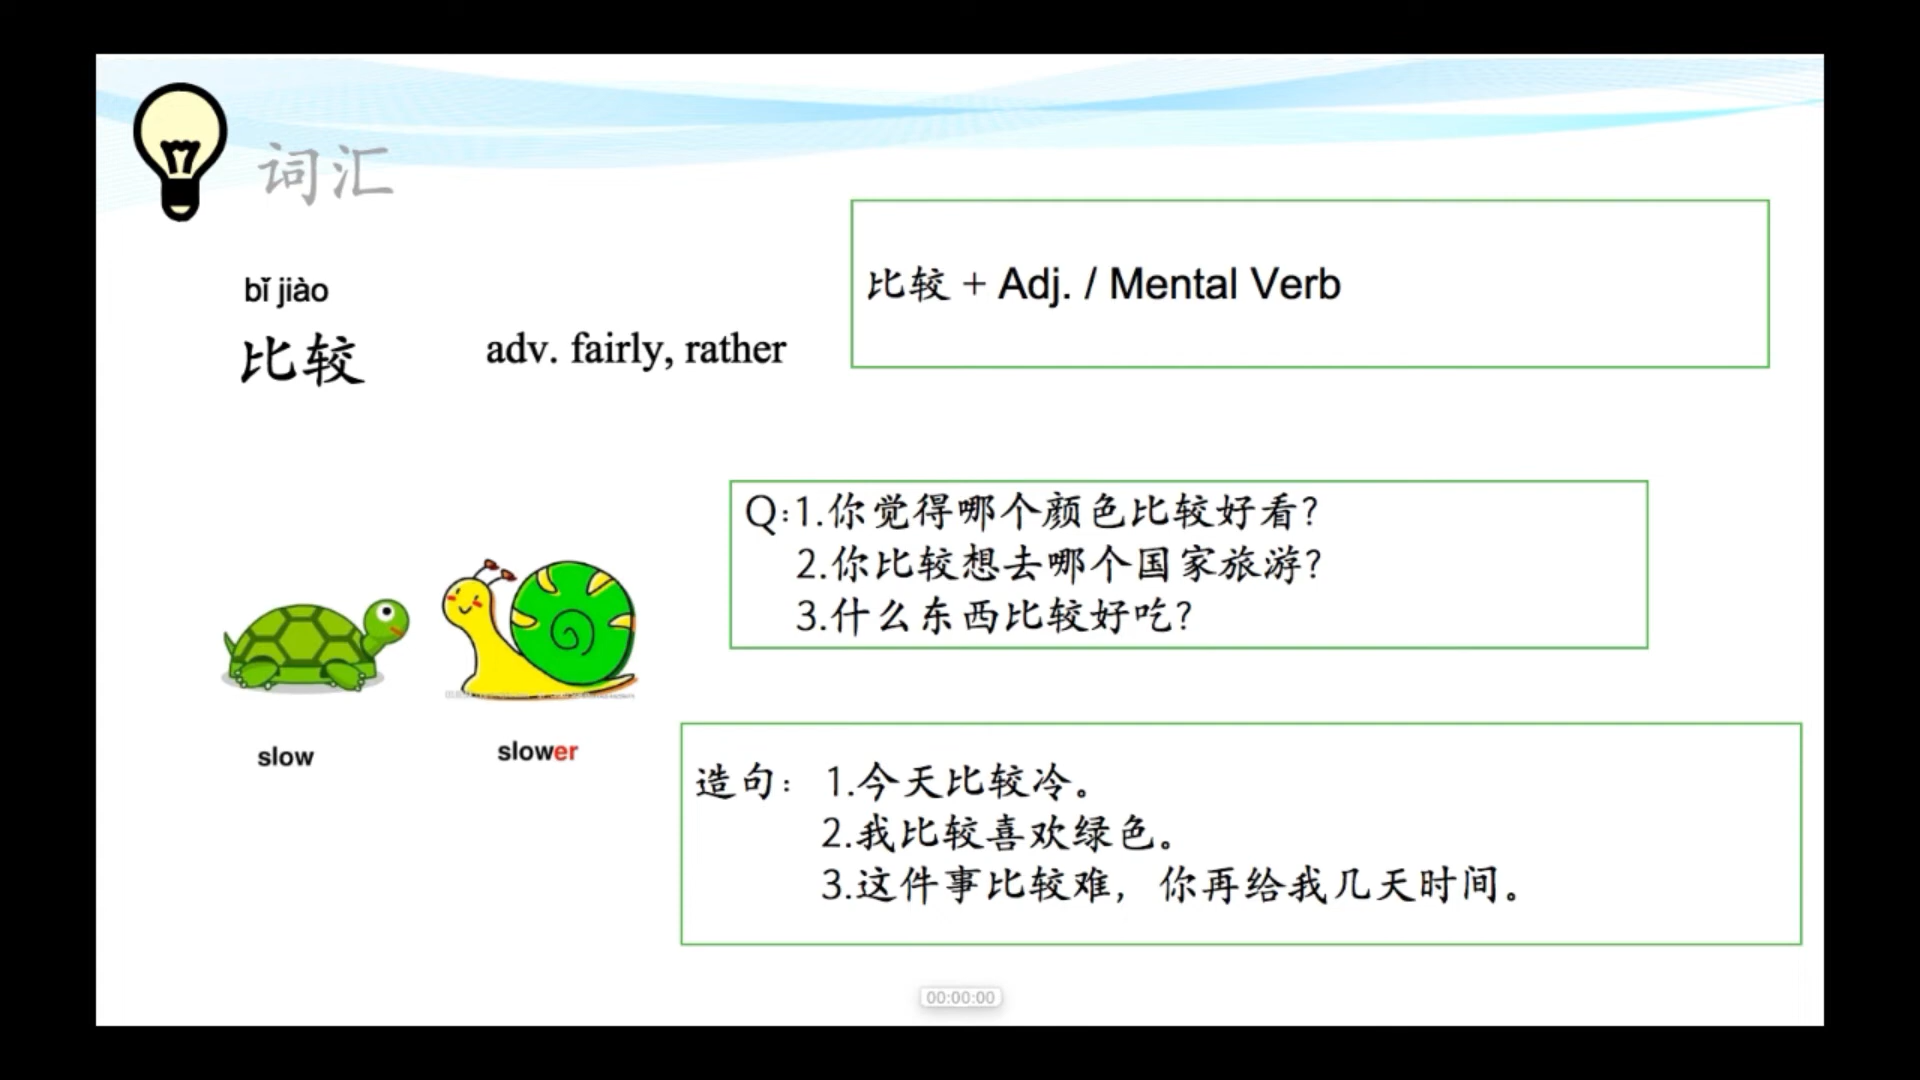 词汇
bǐ jiào
比较
adv. fairly, rather
比较 + Adj. / Mental Verb
Q:1.你觉得哪个颜色比较好看?
2.你比较想去哪个国家旅游?
3.什么东西比较好吃?
slow
slower
造句: 1.今天比较冷。
2.我比较喜欢绿色。
3.这件事比较难, 你再给我几天时间。
00:00:00